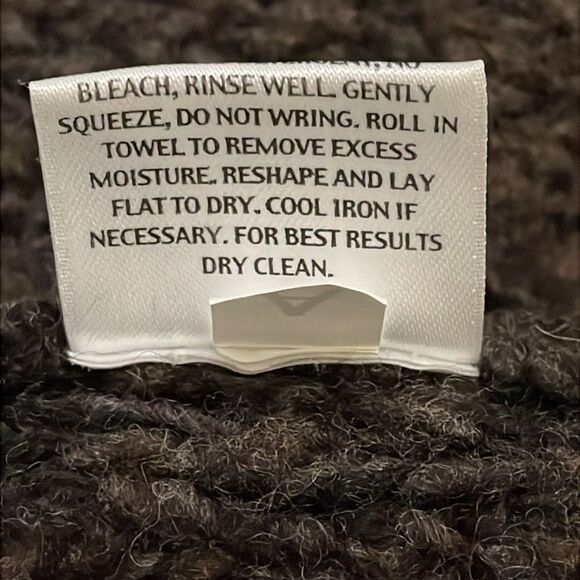 BLEACH, RINSE WELL. GENTLY
SQUEEZE, DO NOT WRING. ROLL IN
TOWEL TO REMOVE EXCESS
MOISTURE. RESHAPE AND LAY
FLAT TO DRY. COOL IRON IF
NECESSARY. FOR BEST RESULTS
DRY CLEAN.